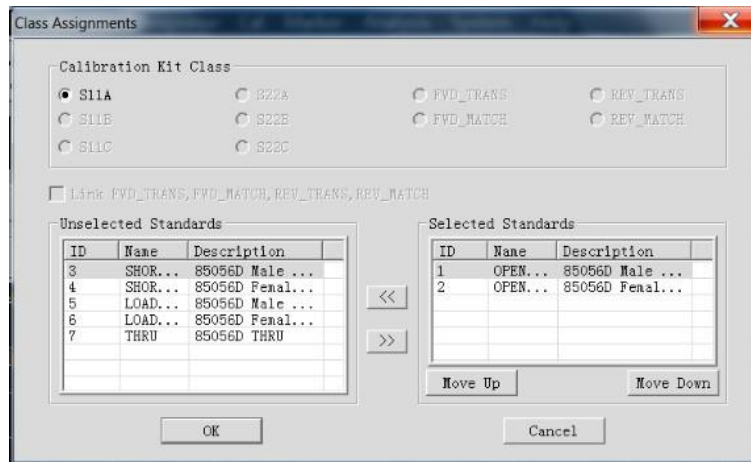 Class Assignments
Calibration Kit Class
S11A S22A FWD_TRANS REV_TRANS
S11B S22B FWD_MATCH REV_MATCH
S11C S22C
Link FWD_TRANS,FWD_MATCH,REV_TRANS,REV_MATCH
Unselected Standards
ID Name Description
3 SHOR... 85056D Male ...
4 SHOR... 85056D Femal...
5 LOAD... 85056D Male ...
6 LOAD... 85056D Femal...
7 THRU 85056D THRU
<<
>>
Selected Standards
ID Name Description
1 OPEN... 85056D Male ...
2 OPEN... 85056D Femal...
Move Up Move Down
OK Cancel